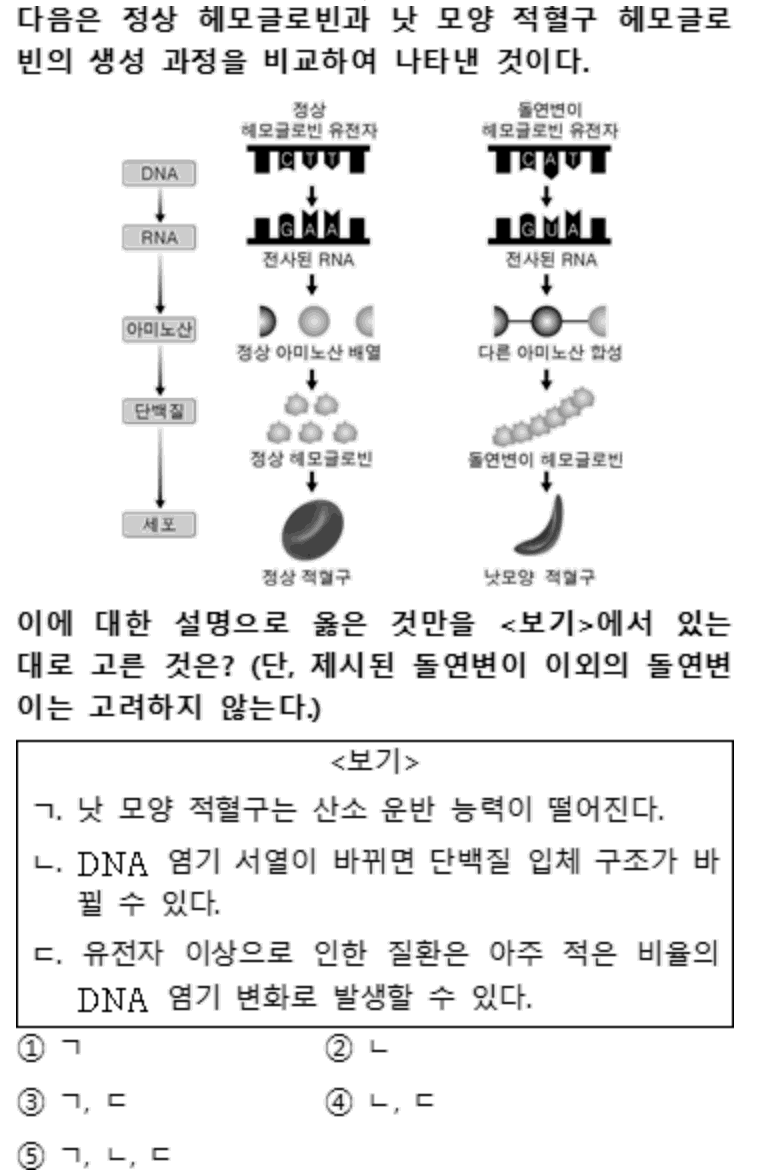 다음은 정상 헤모글로빈과 낫 모양 적혈구 헤모글로
빈의 생성 과정을 비교하여 나타낸 것이다.
정상
헤모글로빈 유전자
돌연변이
헤모글로빈 유전자
DNA
C T T
C A T
RNA
G A A
G U A
전사된 RNA
전사된 RNA
아미노산
정상 아미노산 배열
다른 아미노산 합성
단백질
정상 헤모글로빈
돌연변이 헤모글로빈
세포
정상 적혈구
낫모양 적혈구
이에 대한 설명으로 옳은 것만을 <보기>에서 있는
대로 고른 것은? (단, 제시된 돌연변이 이외의 돌연변
이는 고려하지 않는다.)
<보기>
ㄱ. 낫 모양 적혈구는 산소 운반 능력이 떨어진다.
ㄴ. DNA 염기 서열이 바뀌면 단백질 입체 구조가 바
뀔 수 있다.
ㄷ. 유전자 이상으로 인한 질환은 아주 적은 비율의
DNA 염기 변화로 발생할 수 있다.
① ㄱ ② ㄴ
③ ㄱ, ㄷ ④ ㄴ, ㄷ
⑤ ㄱ, ㄴ, ㄷ